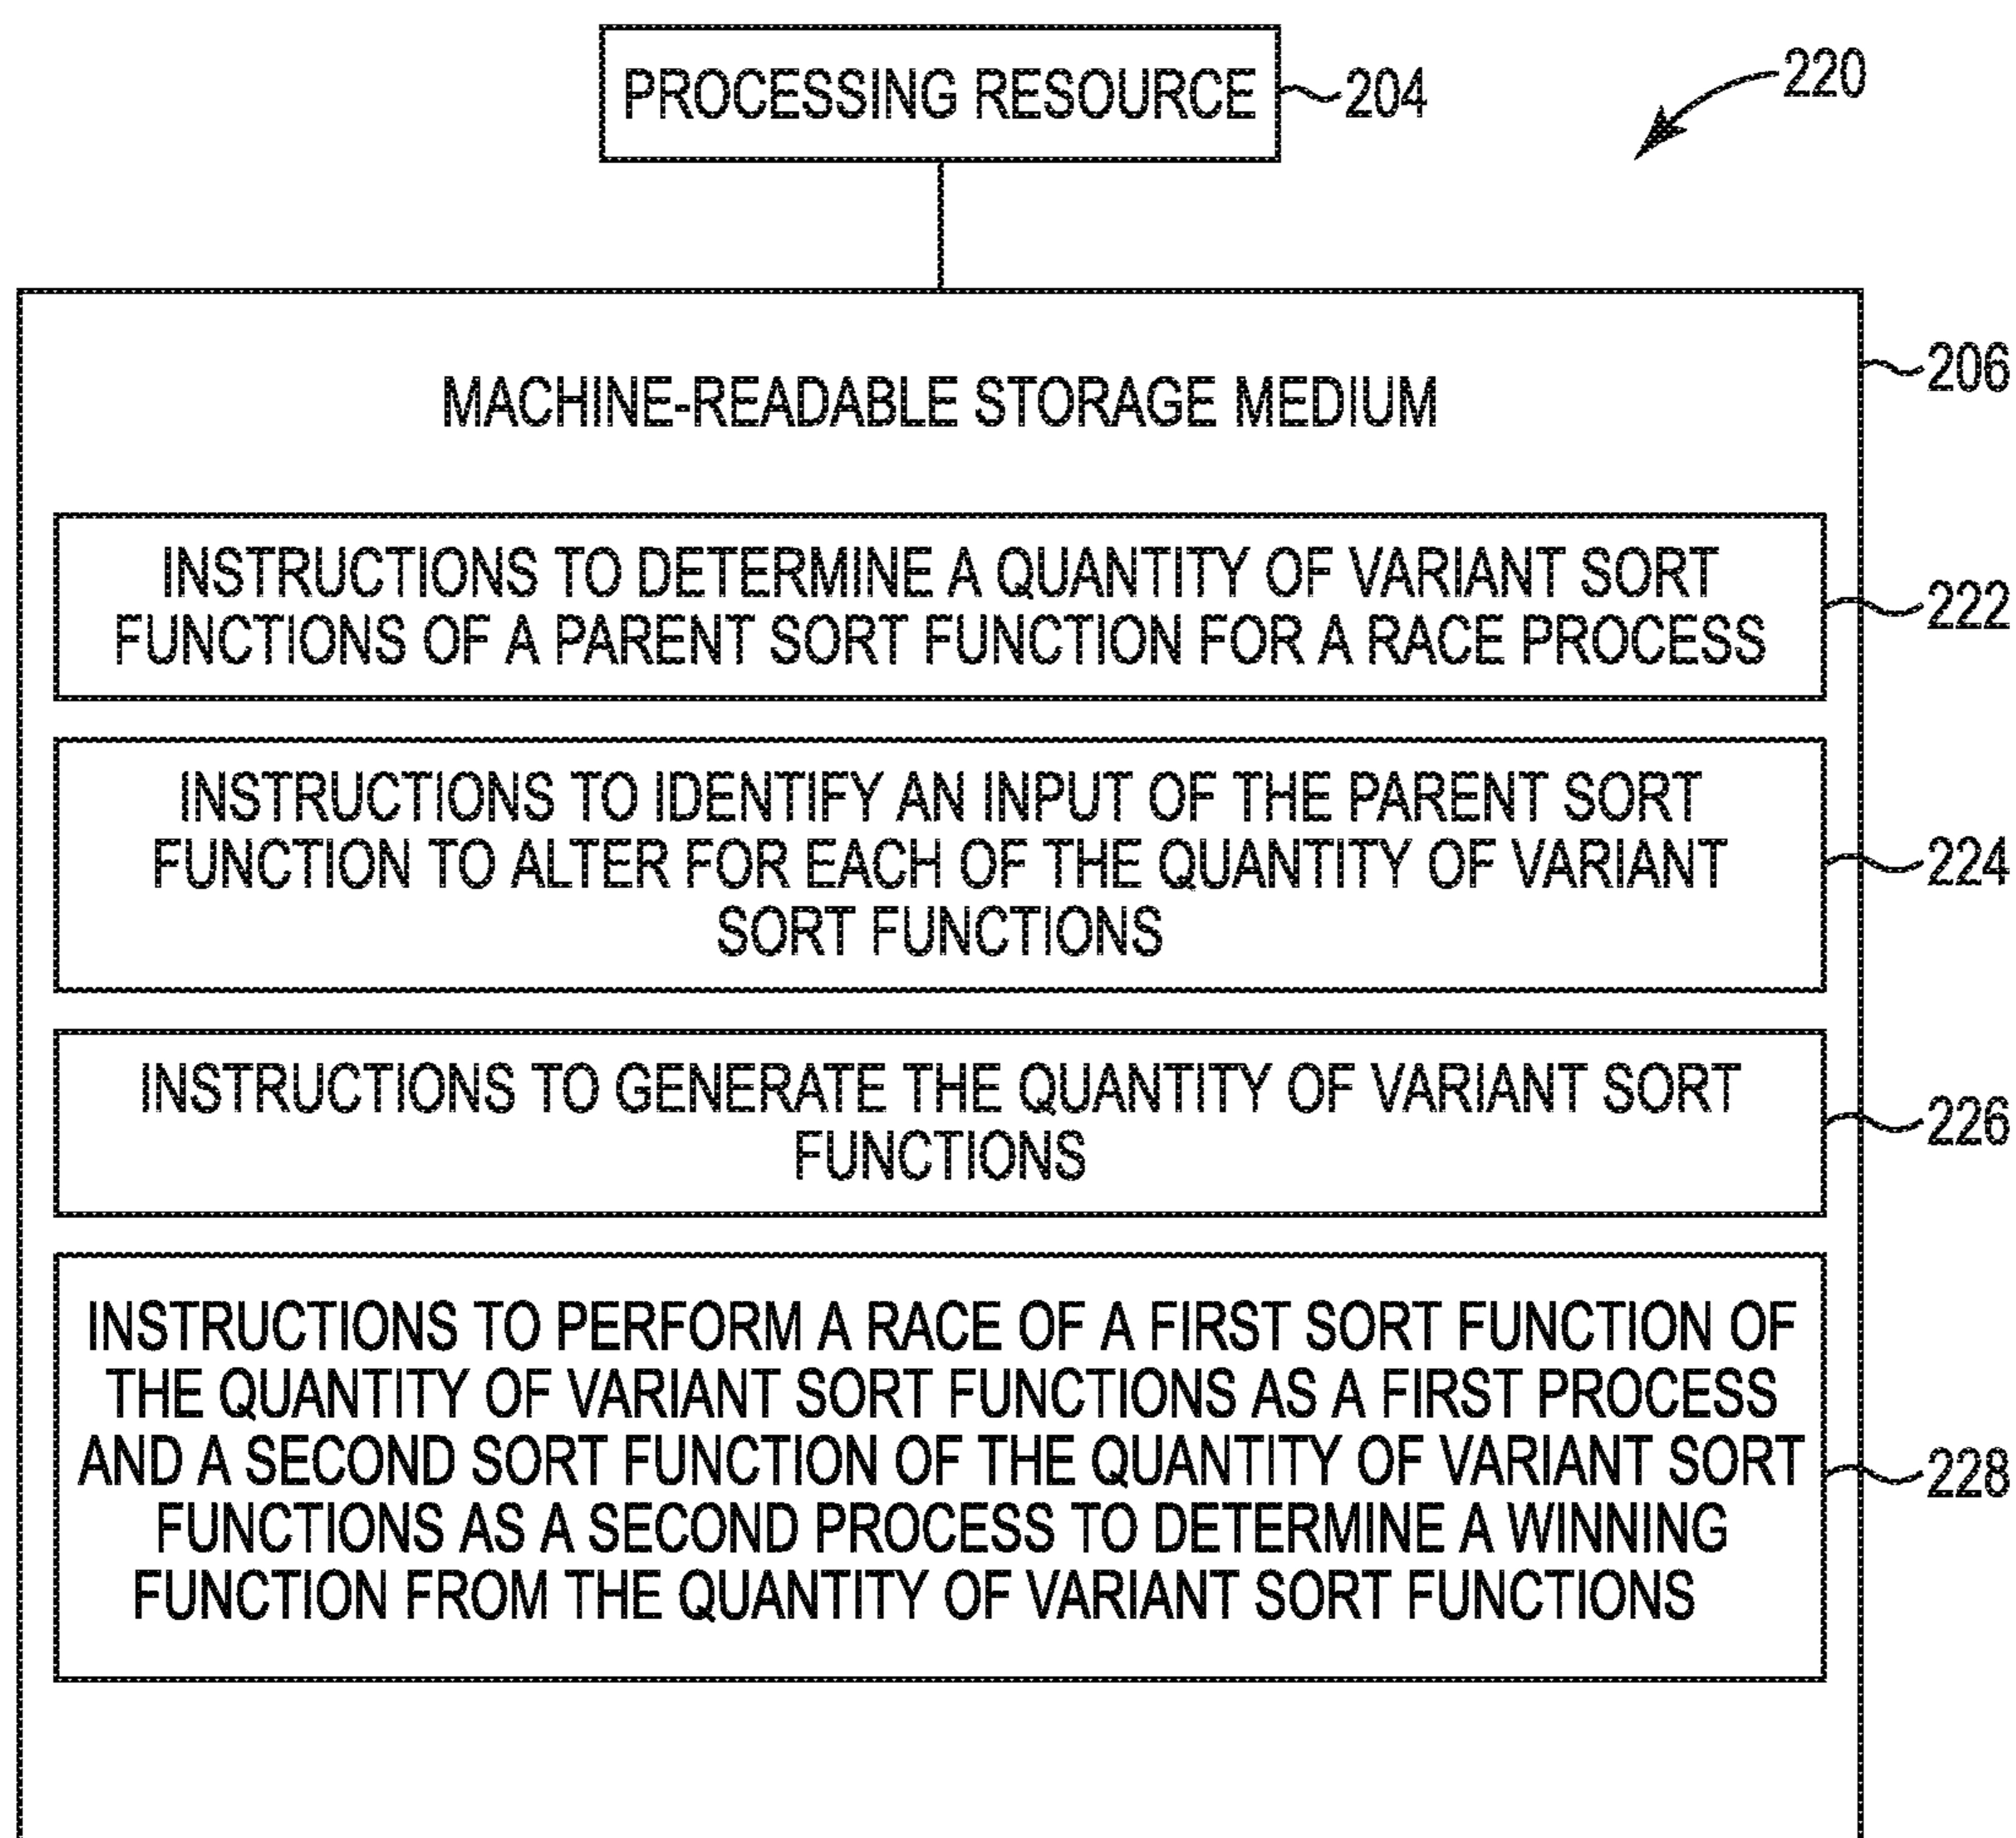 PROCESSING RESOURCE
204
220
MACHINE-READABLE STORAGE MEDIUM
206
INSTRUCTIONS TO DETERMINE A QUANTITY OF VARIANT SORT
FUNCTIONS OF A PARENT SORT FUNCTION FOR A RACE PROCESS
222
INSTRUCTIONS TO IDENTIFY AN INPUT OF THE PARENT SORT
FUNCTION TO ALTER FOR EACH OF THE QUANTITY OF VARIANT
SORT FUNCTIONS
224
INSTRUCTIONS TO GENERATE THE QUANTITY OF VARIANT SORT
FUNCTIONS
226
INSTRUCTIONS TO PERFORM A RACE OF A FIRST SORT FUNCTION OF
THE QUANTITY OF VARIANT SORT FUNCTIONS AS A FIRST PROCESS
AND A SECOND SORT FUNCTION OF THE QUANTITY OF VARIANT SORT
FUNCTIONS AS A SECOND PROCESS TO DETERMINE A WINNING
FUNCTION FROM THE QUANTITY OF VARIANT SORT FUNCTIONS
228